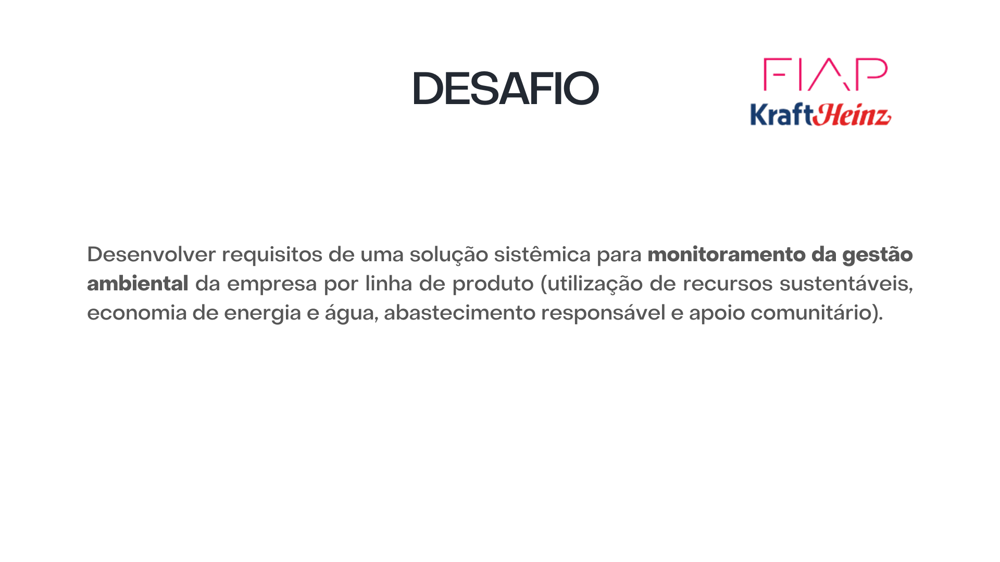 DESAFIO
FIAP
KraftHeinz
Desenvolver requisitos de uma solução sistêmica para monitoramento da gestão
ambiental da empresa por linha de produto (utilização de recursos sustentáveis,
economia de energia e água, abastecimento responsável e apoio comunitário).